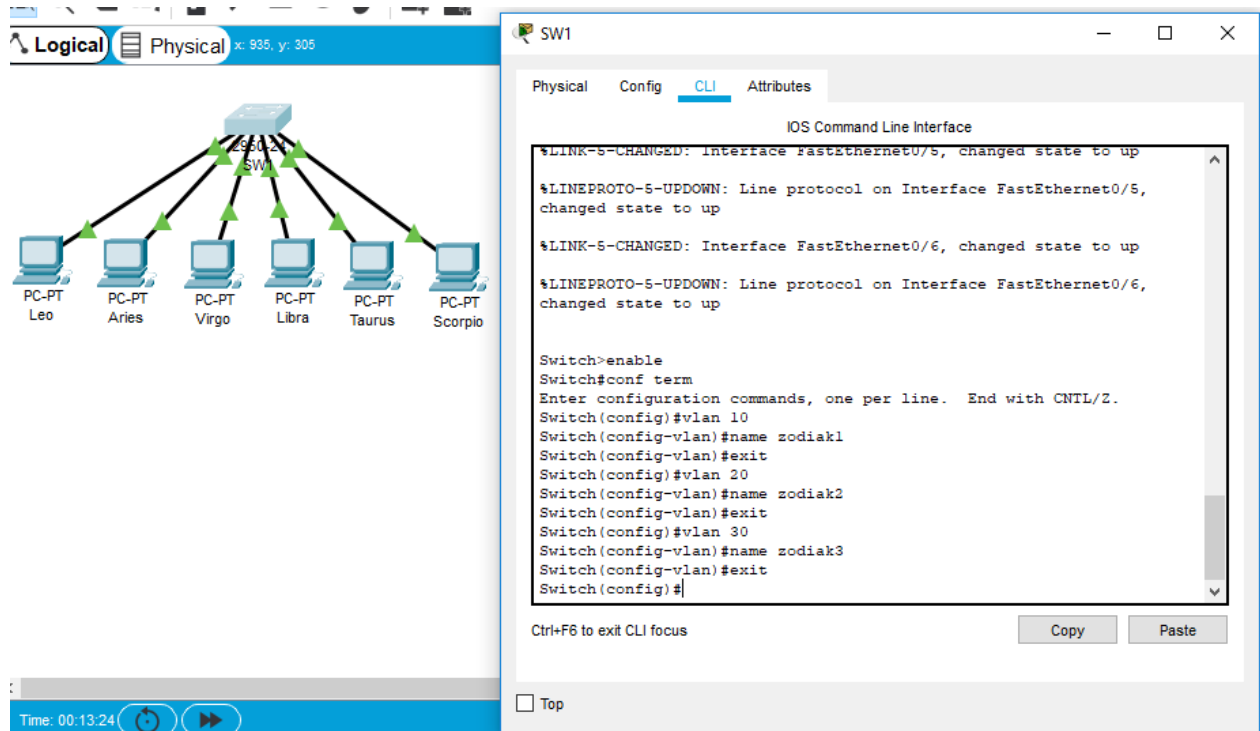 Logical
Physical
x: 935, y: 305
2950-24
SW1
PC-PT
Leo
PC-PT
Aries
PC-PT
Virgo
PC-PT
Libra
PC-PT
Taurus
PC-PT
Scorpio
Time: 00:13:24
SW1
Physical Config CLI Attributes
IOS Command Line Interface
%LINK-5-CHANGED: Interface FastEthernet0/5, changed state to up
%LINEPROTO-5-UPDOWN: Line protocol on Interface FastEthernet0/5,
changed state to up
%LINK-5-CHANGED: Interface FastEthernet0/6, changed state to up
%LINEPROTO-5-UPDOWN: Line protocol on Interface FastEthernet0/6,
changed state to up
Switch>enable
Switch#conf term
Enter configuration commands, one per line. End with CNTL/Z.
Switch(config)#vlan 10
Switch(config-vlan)#name zodiak1
Switch(config-vlan)#exit
Switch(config)#vlan 20
Switch(config-vlan)#name zodiak2
Switch(config-vlan)#exit
Switch(config)#vlan 30
Switch(config-vlan)#name zodiak3
Switch(config-vlan)#exit
Switch(config)#
Ctrl+F6 to exit CLI focus
Copy
Paste
Top